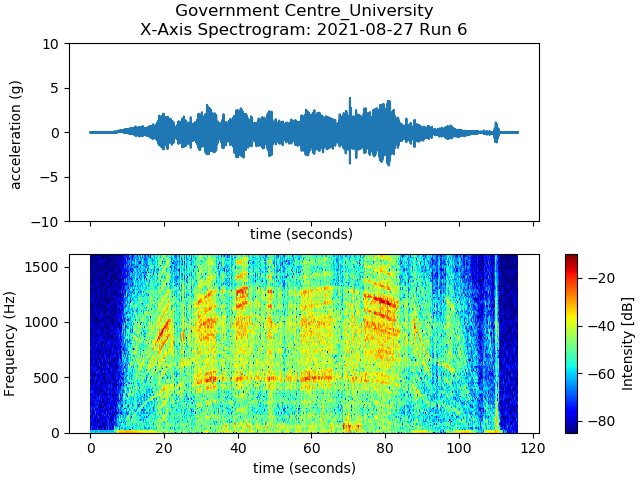 Government Centre_University
X-Axis Spectrogram: 2021-08-27 Run 6
10
5
0
−5
−10
acceleration (g)
time (seconds)
1500
1000
500
0
Frequency (Hz)
0 20 40 60 80 100 120
time (seconds)
−20
−40
−60
−80
Intensity [dB]